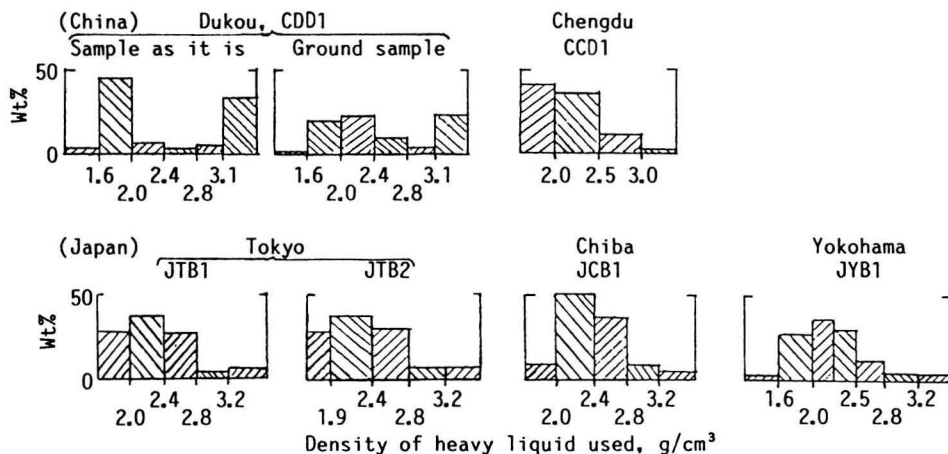 (China) Dukou, CDD1 Chengdu
Sample as it is Ground sample CCD1
Wt%
50
0
1.6 2.4 3.1 1.6 2.4 3.1 2.0 2.5 3.0
2.0 2.8 2.0 2.8
(Japan) Tokyo Chiba Yokohama
JTB1 JTB2 JCB1 JYB1
Wt%
50
0
2.4 3.2 2.4 3.2 2.4 3.2 1.6 2.5 3.2
2.0 2.8 1.9 2.8 2.0 2.8 2.0 2.8
Density of heavy liquid used, g/cm³